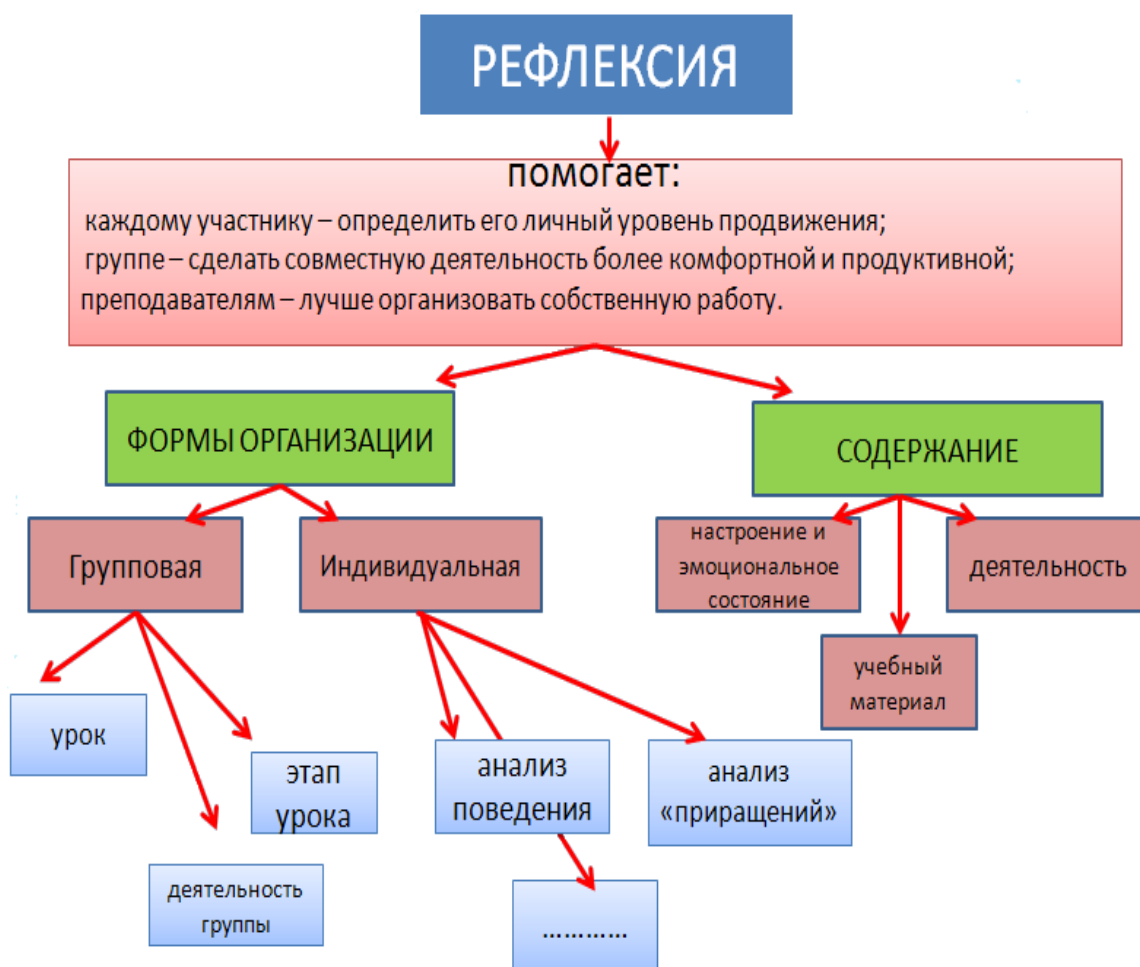 РЕФЛЕКСИЯ
помогает:
каждому участнику – определить его личный уровень продвижения;
группе – сделать совместную деятельность более комфортной и продуктивной;
преподавателям – лучше организовать собственную работу.
ФОРМЫ ОРГАНИЗАЦИИ
СОДЕРЖАНИЕ
Групповая
Индивидуальная
настроение и
эмоциональное
состояние
деятельность
учебный
материал
урок
этап
урока
анализ
поведения
анализ
«приращений»
деятельность
группы
…………